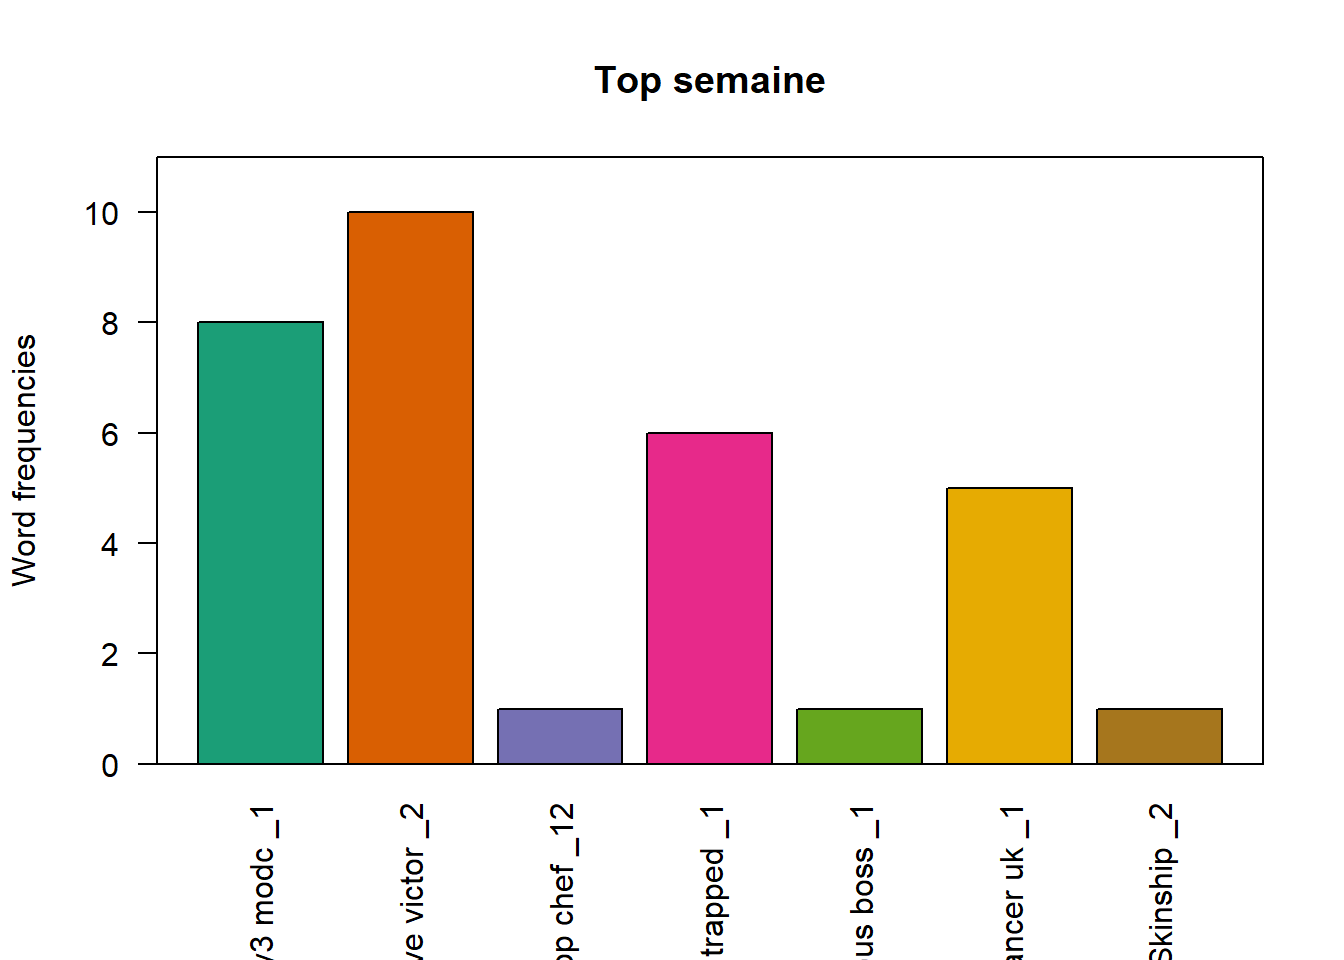 Top semaine
Word frequencies
10
8
6
4
2
0
modc _1
victor _2
chef _12
trapped _1
boss _1
uk _1
Skinship _2